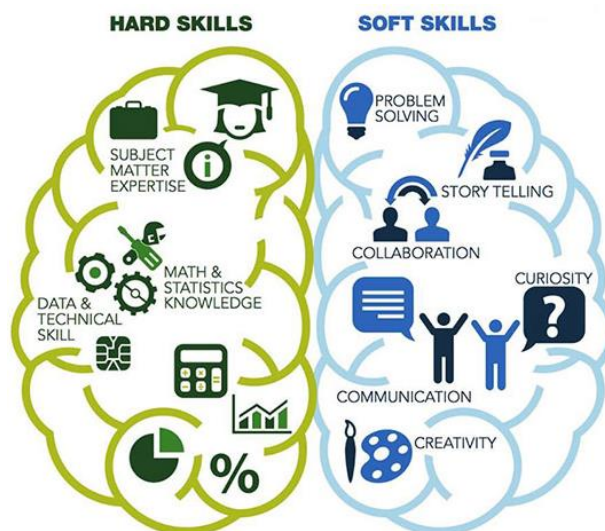 HARD SKILLS
SUBJECT
MATTER
EXPERTISE
i
MATH &
STATISTICS
KNOWLEDGE
DATA &
TECHNICAL
SKILL
%
SOFT SKILLS
PROBLEM
SOLVING
STORY TELLING
COLLABORATION
CURIOSITY
?
COMMUNICATION
CREATIVITY